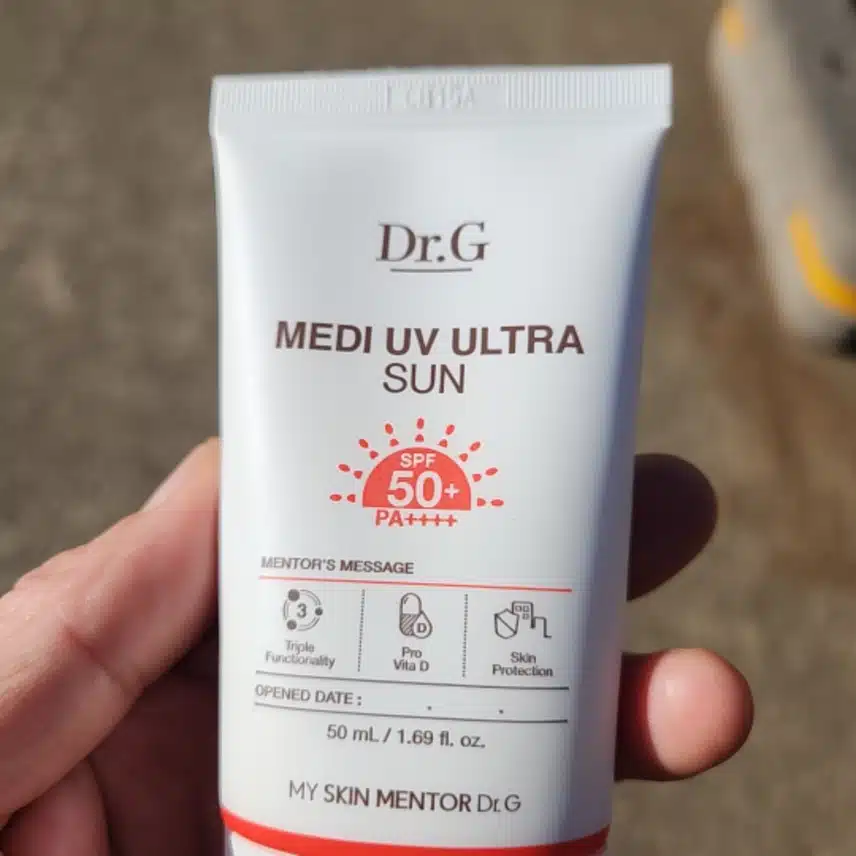 Dr.G
MEDI UV ULTRA
SUN
SPF
50+
PA++++
MENTOR'S MESSAGE
3
Triple
Functionality
D
Pro
Vita D
Skin
Protection
OPENED DATE : . .
50 mL / 1.69 fl. oz.
MY SKIN MENTOR Dr.G